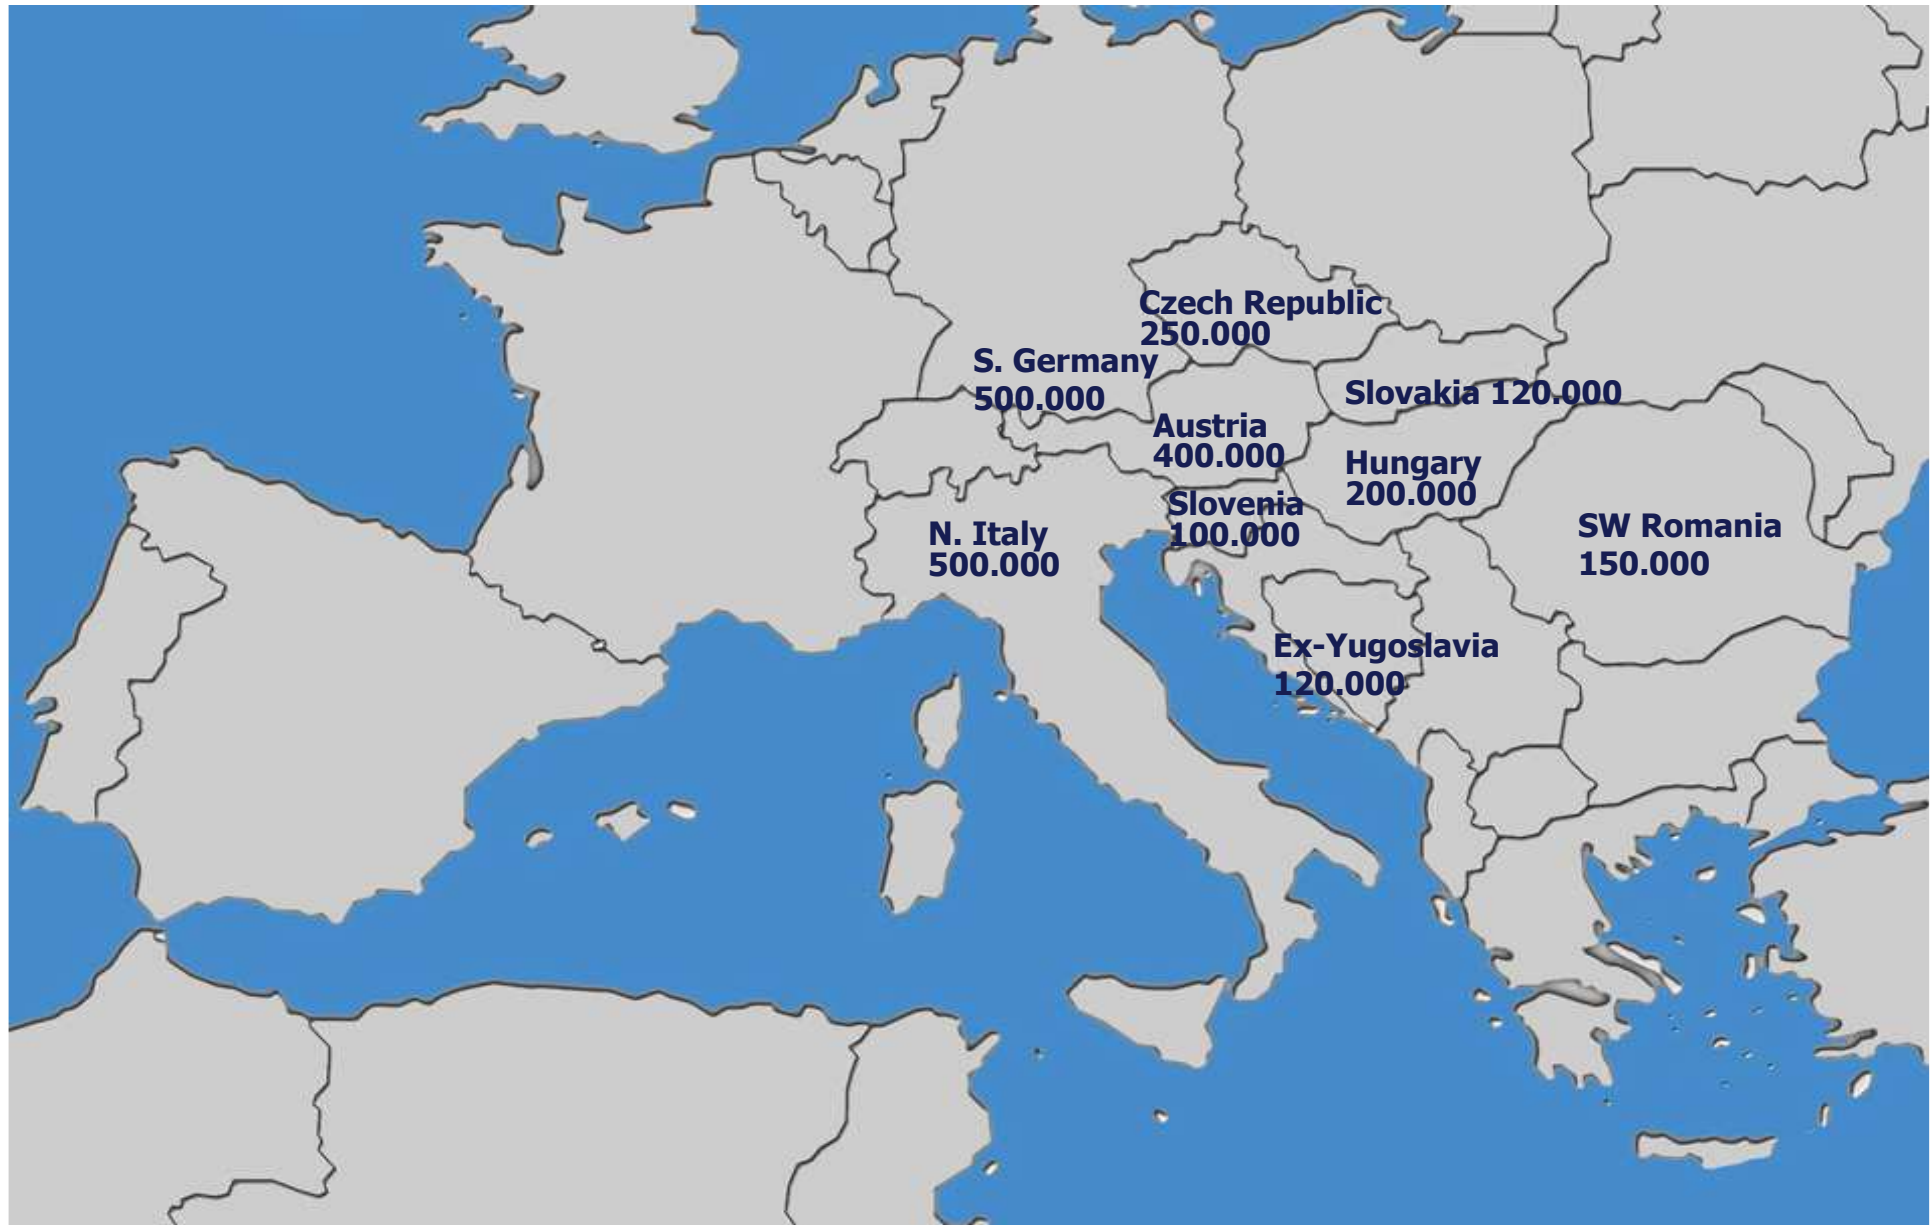 Czech Republic
250.000
S. Germany
500.000
Slovakia 120.000
Austria
400.000
Hungary
200.000
Slovenia
100.000
N. Italy
500.000
SW Romania
150.000
Ex-Yugoslavia
120.000